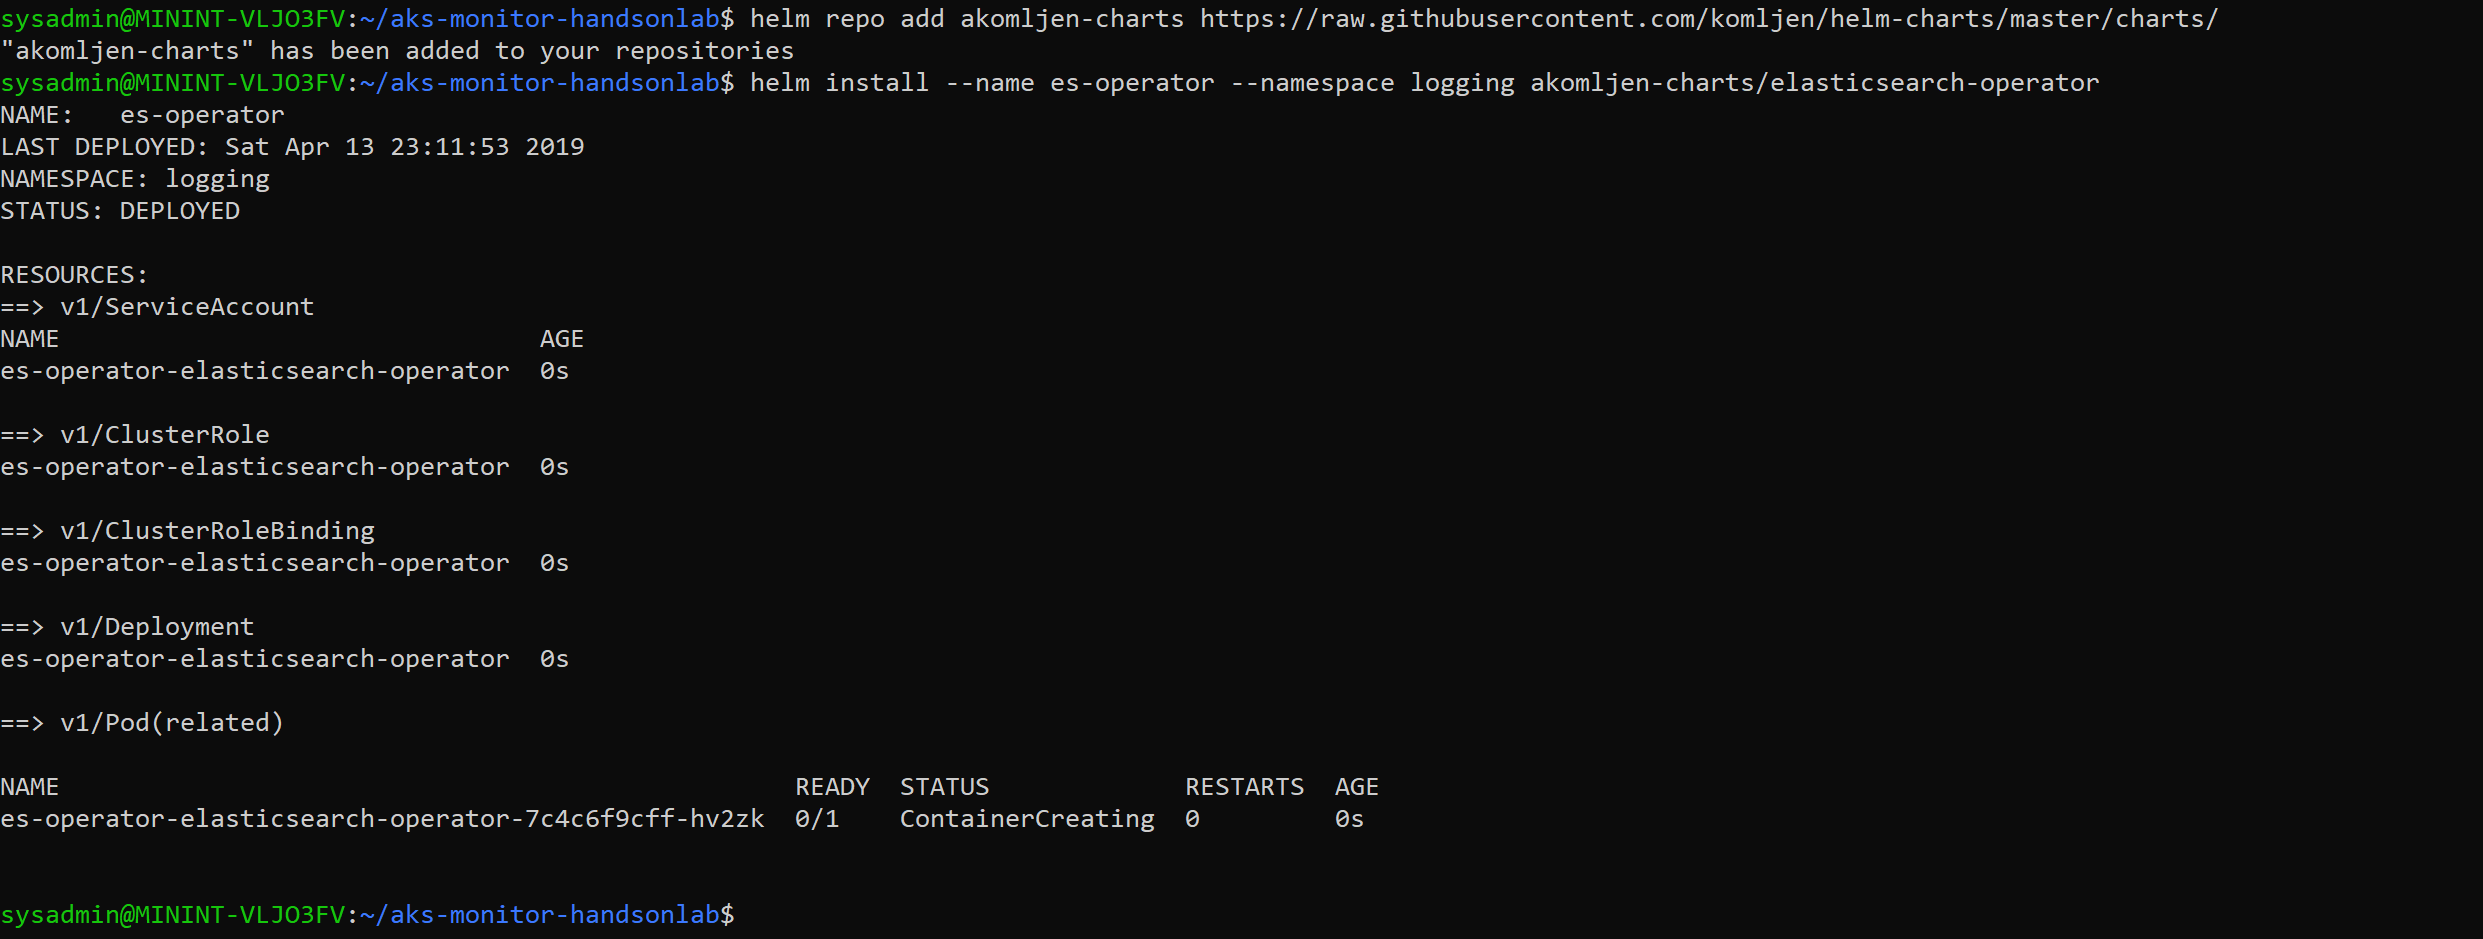 sysadmin@MININT-VLJO3FV:~/aks-monitor-handsonlab$ helm repo add akomljen-charts https://raw.githubusercontent.com/komljen/helm-charts/master/charts/
"akomljen-charts" has been added to your repositories
sysadmin@MININT-VLJO3FV:~/aks-monitor-handsonlab$ helm install --name es-operator --namespace logging akomljen-charts/elasticsearch-operator
NAME:   es-operator
LAST DEPLOYED: Sat Apr 13 23:11:53 2019
NAMESPACE: logging
STATUS: DEPLOYED
RESOURCES:
==> v1/ServiceAccount
NAME                                AGE
es-operator-elasticsearch-operator  0s
==> v1/ClusterRole
es-operator-elasticsearch-operator  0s
==> v1/ClusterRoleBinding
es-operator-elasticsearch-operator  0s
==> v1/Deployment
es-operator-elasticsearch-operator  0s
==> v1/Pod(related)
NAME                                                 READY  STATUS             RESTARTS  AGE
es-operator-elasticsearch-operator-7c4c6f9cff-hv2zk  0/1    ContainerCreating  0         0s
sysadmin@MININT-VLJO3FV:~/aks-monitor-handsonlab$